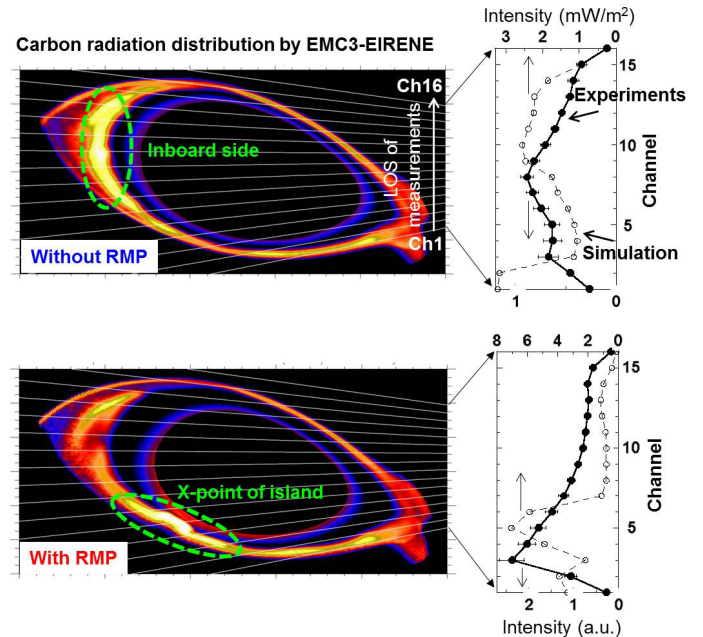 Intensity (mW/m²)
Carbon radiation distribution by EMC3-EIRENE
3 2 1 0
Ch16
Inboard side
LOS of
measurements
Ch1
Without RMP
15
10
5
Experiments
Simulation
Channel
1 0
8 6 4 2 0
X-point of island
With RMP
15
10
5
Channel
2 1 0
Intensity (a.u.)